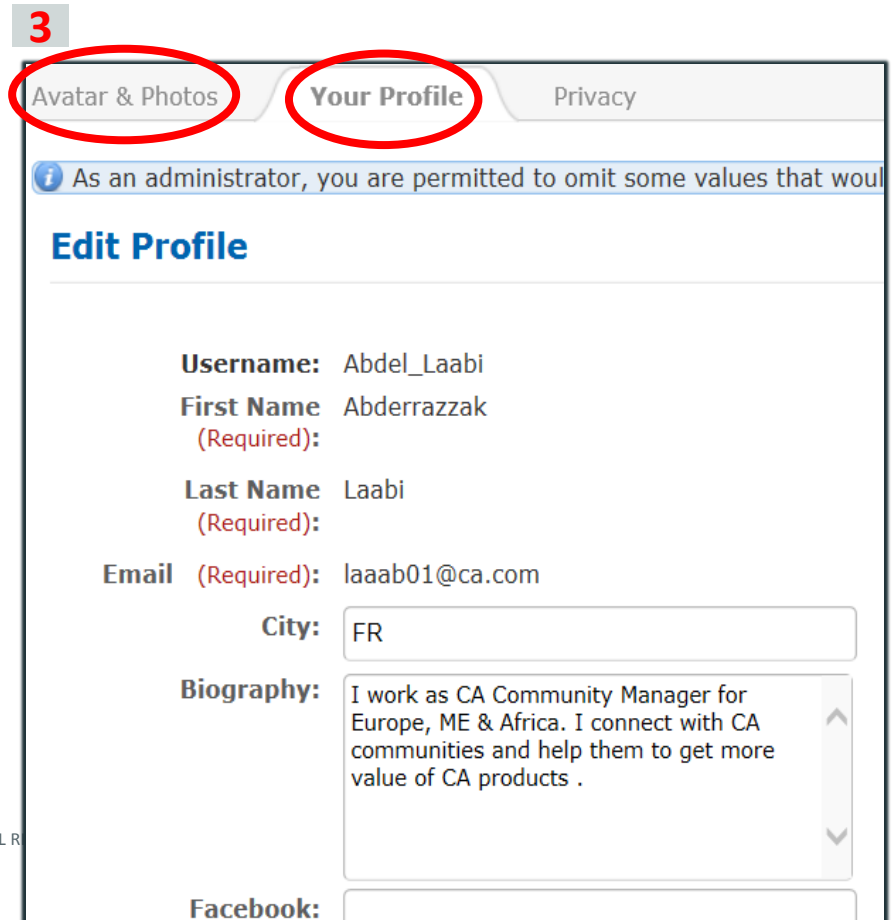 3
Avatar & Photos Your Profile Privacy
As an administrator, you are permitted to omit some values that
Edit Profile
Username: Abdel_Laabi
First Name Abderrazzak
(Required):
Last Name Laabi
(Required):
Email (Required): laaab01@ca.com
City: FR
Biography: I work as CA Community Manager for
Europe, ME & Africa. I connect with CA
communities and help them to get more
value of CA products .
L R
Facebook: